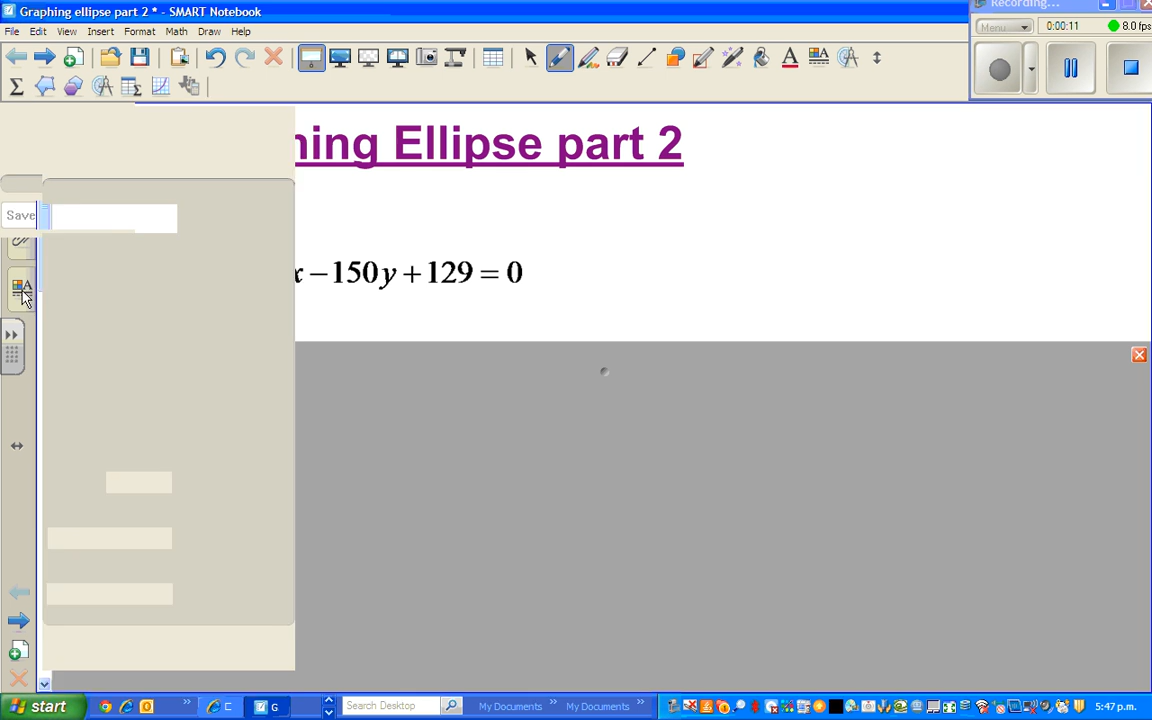 Graphing ellipse part 2 * - SMART Notebook
Recording...
File Edit View Insert Format Math Draw Help
Menu 0:00:11 8.0 fps
hing Ellipse part 2
Save
x − 150y + 129 = 0
start G Search Desktop My Documents » My Documents » 5:47 p.m.